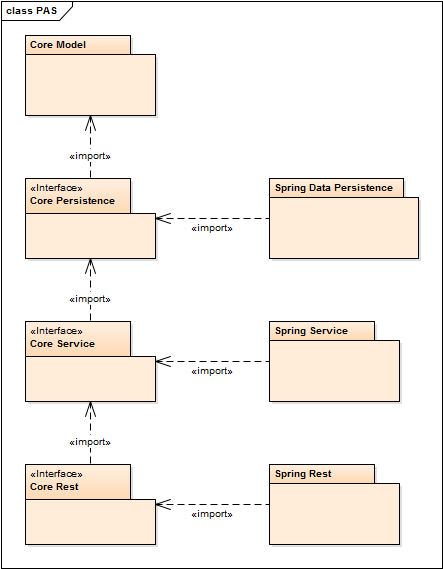 class PAS
Core Model
«import»
«Interface»
Core Persistence
Spring Data Persistence
«import»
«import»
«Interface»
Core Service
Spring Service
«import»
«import»
«Interface»
Core Rest
Spring Rest
«import»